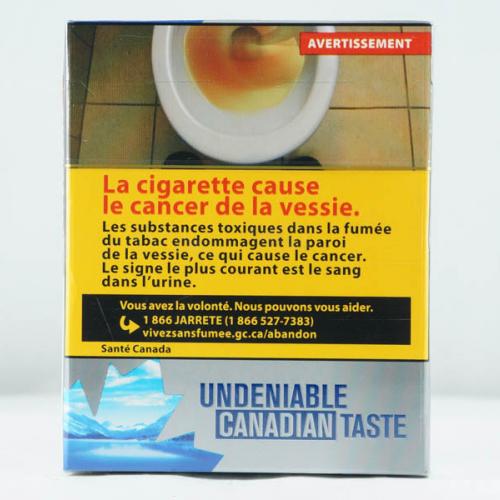 AVERTISSEMENT
La cigarette cause
le cancer de la vessie.
Les substances toxiques dans la fumée
du tabac endommagent la paroi
de la vessie, ce qui cause le cancer.
Le signe le plus courant est le sang
dans l'urine.
Vous avez la volonté. Nous pouvons vous aider.
1 866 JARRETE (1 866 527-7383)
vivezsansfumee.gc.ca/abandon
Santé Canada
UNDENIABLE
CANADIAN TASTE